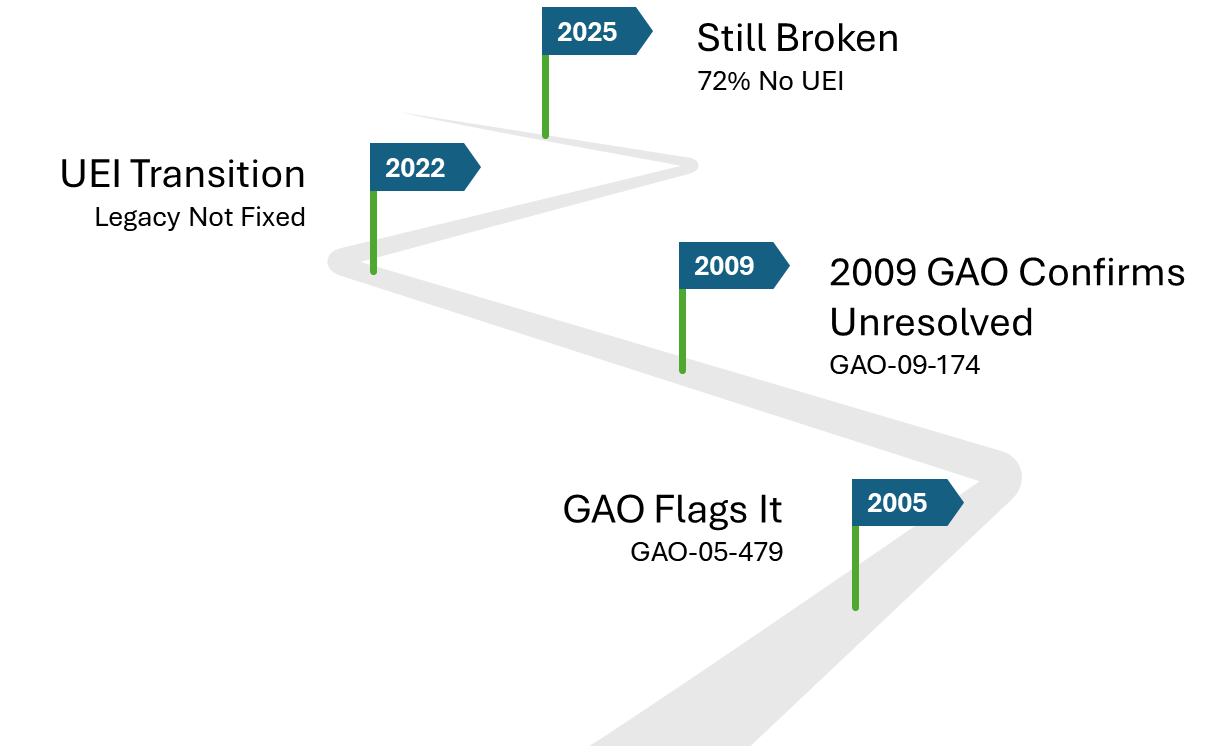 2025
Still Broken
72% No UEI
UEI Transition
Legacy Not Fixed
2022
2009
2009 GAO Confirms
Unresolved
GAO-09-174
GAO Flags It
GAO-05-479
2005